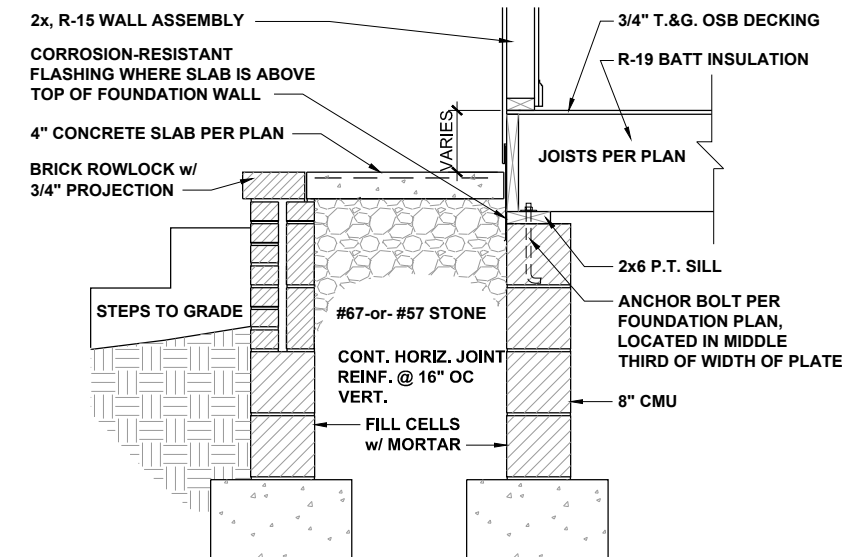 2x, R-15 WALL ASSEMBLY
CORROSION-RESISTANT
FLASHING WHERE SLAB IS ABOVE
TOP OF FOUNDATION WALL
4" CONCRETE SLAB PER PLAN
BRICK ROWLOCK w/
3/4" PROJECTION
STEPS TO GRADE
VARIES
3/4" T.&G. OSB DECKING
R-19 BATT INSULATION
JOISTS PER PLAN
2x6 P.T. SILL
ANCHOR BOLT PER
FOUNDATION PLAN,
LOCATED IN MIDDLE
THIRD OF WIDTH OF PLATE
8" CMU
#67-or- #57 STONE
CONT. HORIZ. JOINT
REINF. @ 16" OC
VERT.
FILL CELLS
w/ MORTAR